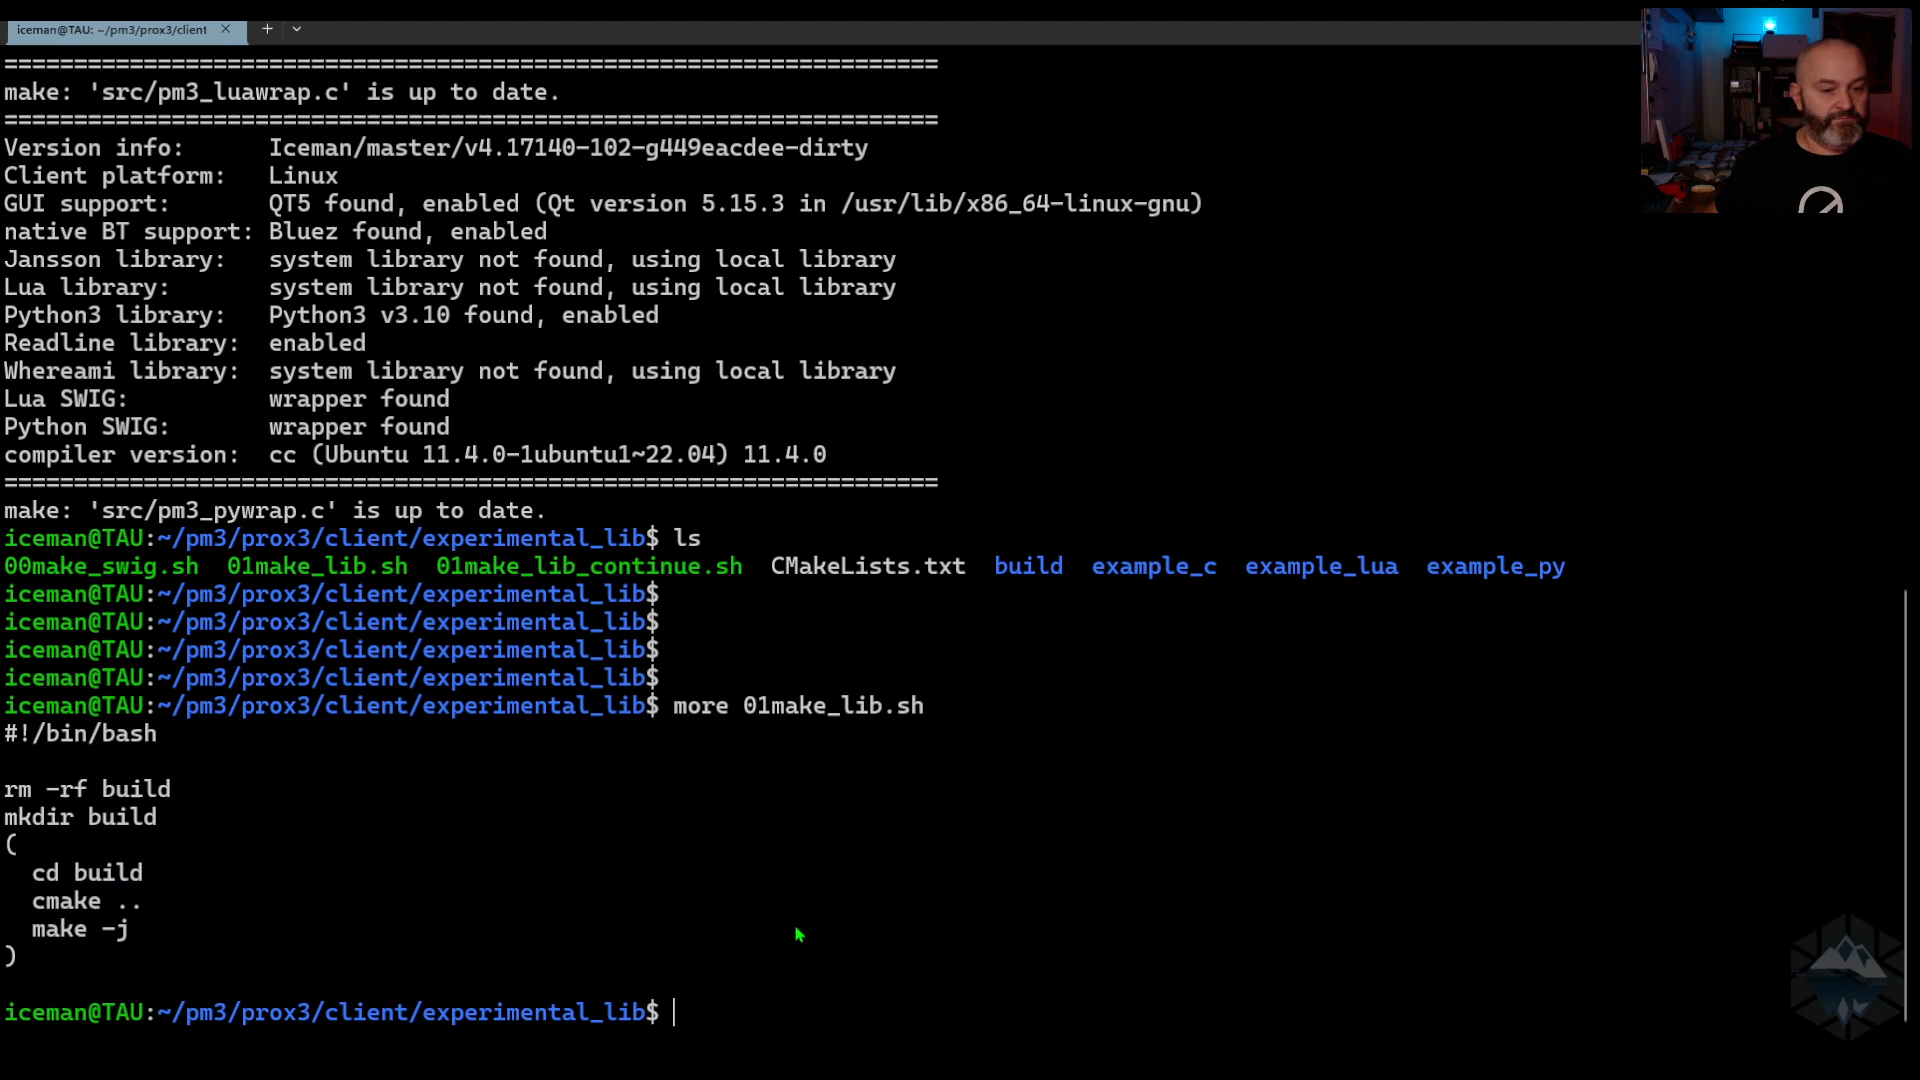 iceman@TAU: ~/pm3/prox3/client
===================================================================
make: 'src/pm3_luawrap.c' is up to date.
===================================================================
Version info:      Iceman/master/v4.17140-102-g449eacdee-dirty
Client platform:   Linux
GUI support:       QT5 found, enabled (Qt version 5.15.3 in /usr/lib/x86_64-linux-gnu)
native BT support: Bluez found, enabled
Jansson library:   system library not found, using local library
Lua library:       system library not found, using local library
Python3 library:   Python3 v3.10 found, enabled
Readline library:  enabled
Whereami library:  system library not found, using local library
Lua SWIG:          wrapper found
Python SWIG:       wrapper found
compiler version:  cc (Ubuntu 11.4.0-1ubuntu1~22.04) 11.4.0
===================================================================
make: 'src/pm3_pywrap.c' is up to date.
iceman@TAU:~/pm3/prox3/client/experimental_lib$ ls
00make_swig.sh  01make_lib.sh  01make_lib_continue.sh  CMakeLists.txt  build  example_c  example_lua  example_py
iceman@TAU:~/pm3/prox3/client/experimental_lib$
iceman@TAU:~/pm3/prox3/client/experimental_lib$
iceman@TAU:~/pm3/prox3/client/experimental_lib$
iceman@TAU:~/pm3/prox3/client/experimental_lib$
iceman@TAU:~/pm3/prox3/client/experimental_lib$ more 01make_lib.sh
#!/bin/bash

rm -rf build
mkdir build
(
  cd build
  cmake ..
  make -j
)

iceman@TAU:~/pm3/prox3/client/experimental_lib$